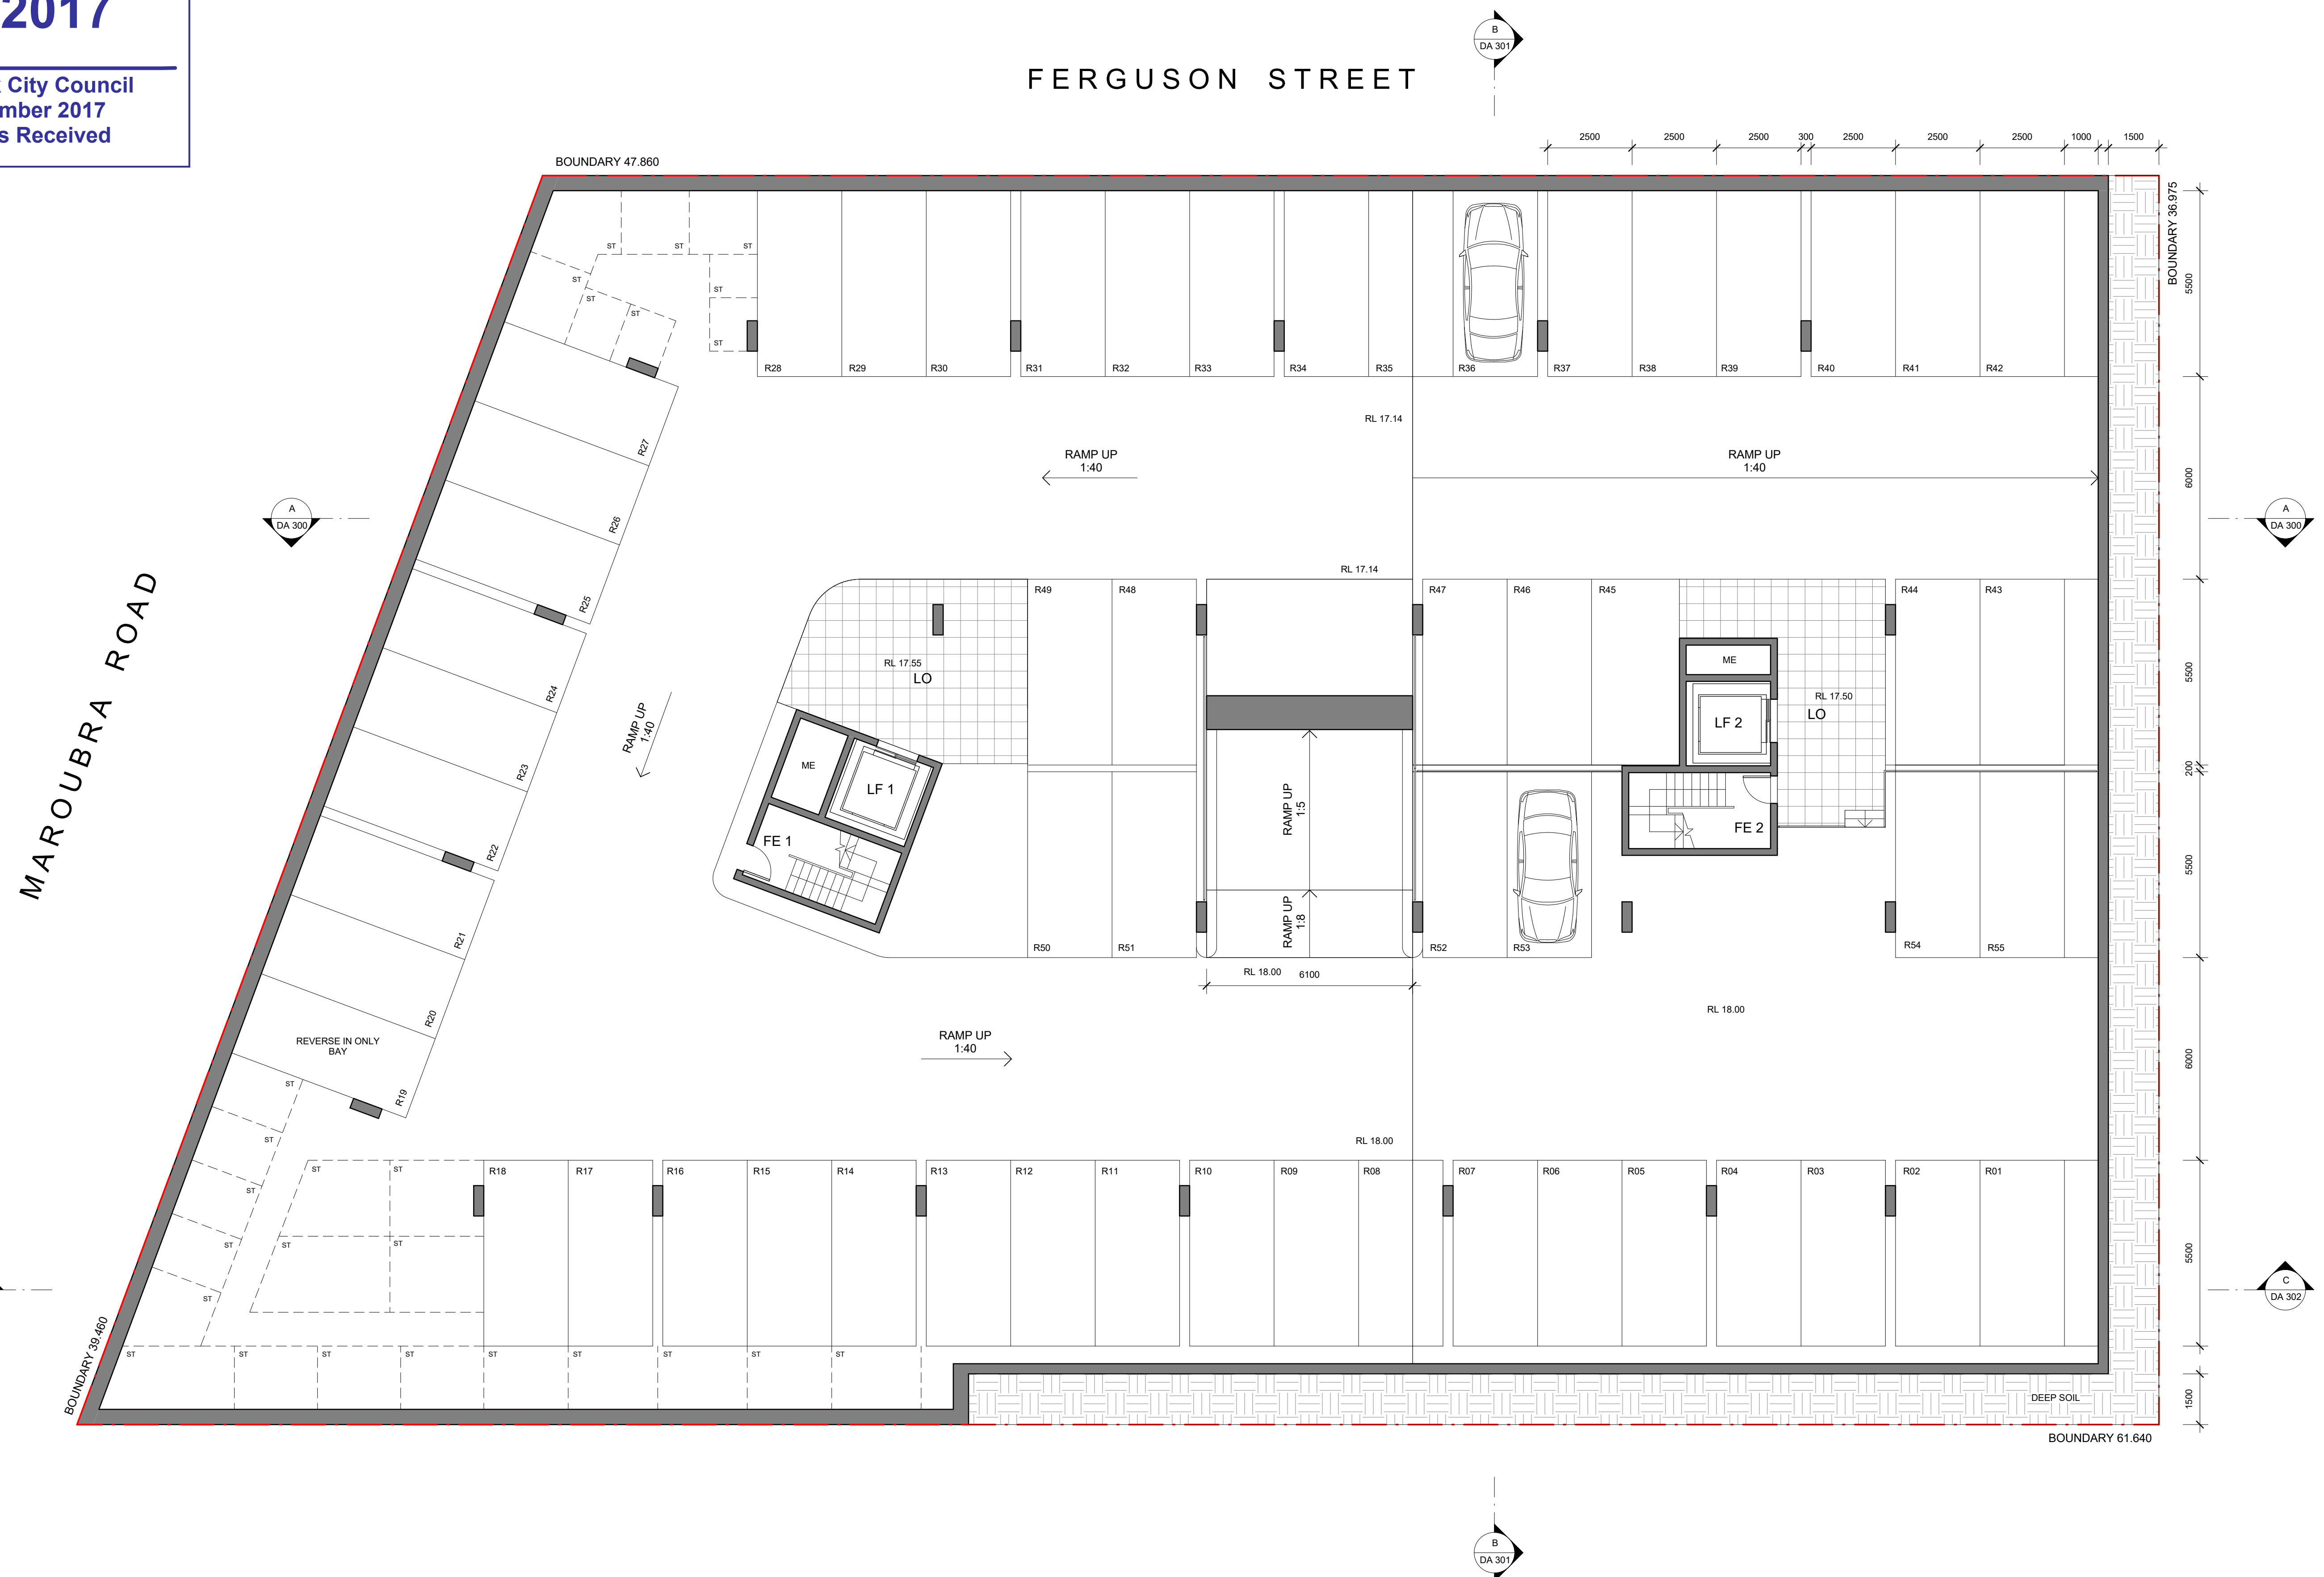 2017
City Council
2017
Received
FERGUSON STREET
B
DA 301
2500
2500
2500
300
2500
2500
2500
1000
1500
BOUNDARY 47.860
BOUNDARY 36.975
ST
ST
ST
ST
ST
ST
ST
ST
R28
R29
R30
R31
R32
R33
R34
R35
R36
R37
R38
R39
R40
R41
R42
5500
RL 17.14
RAMP UP
1:40
RAMP UP
1:40
6000
A
DA 300
A
DA 300
R27
R26
R25
R24
R23
R22
R21
R20
R19
REVERSE IN ONLY
BAY
MAROUBRA ROAD
RL 17.14
R49
R48
R47
R46
R45
R44
R43
RL 17.55
LO
ME
LF 1
FE 1
RAMP UP
1:40
ME
LF 2
FE 2
RL 17.50
LO
5500
200
5500
RAMP UP
1:5
RAMP UP
1:8
R50
R51
R52
R53
R54
R55
RL 18.00
6100
RL 18.00
RAMP UP
1:40
6000
RL 18.00
ST
ST
ST
ST
ST
ST
ST
ST
ST
R18
R17
R16
R15
R14
R13
R12
R11
R10
R09
R08
R07
R06
R05
R04
R03
R02
R01
5500
C
DA 302
BOUNDARY 39.460
ST
ST
ST
ST
ST
ST
ST
ST
ST
DEEP SOIL
1500
BOUNDARY 61.640
B
DA 301